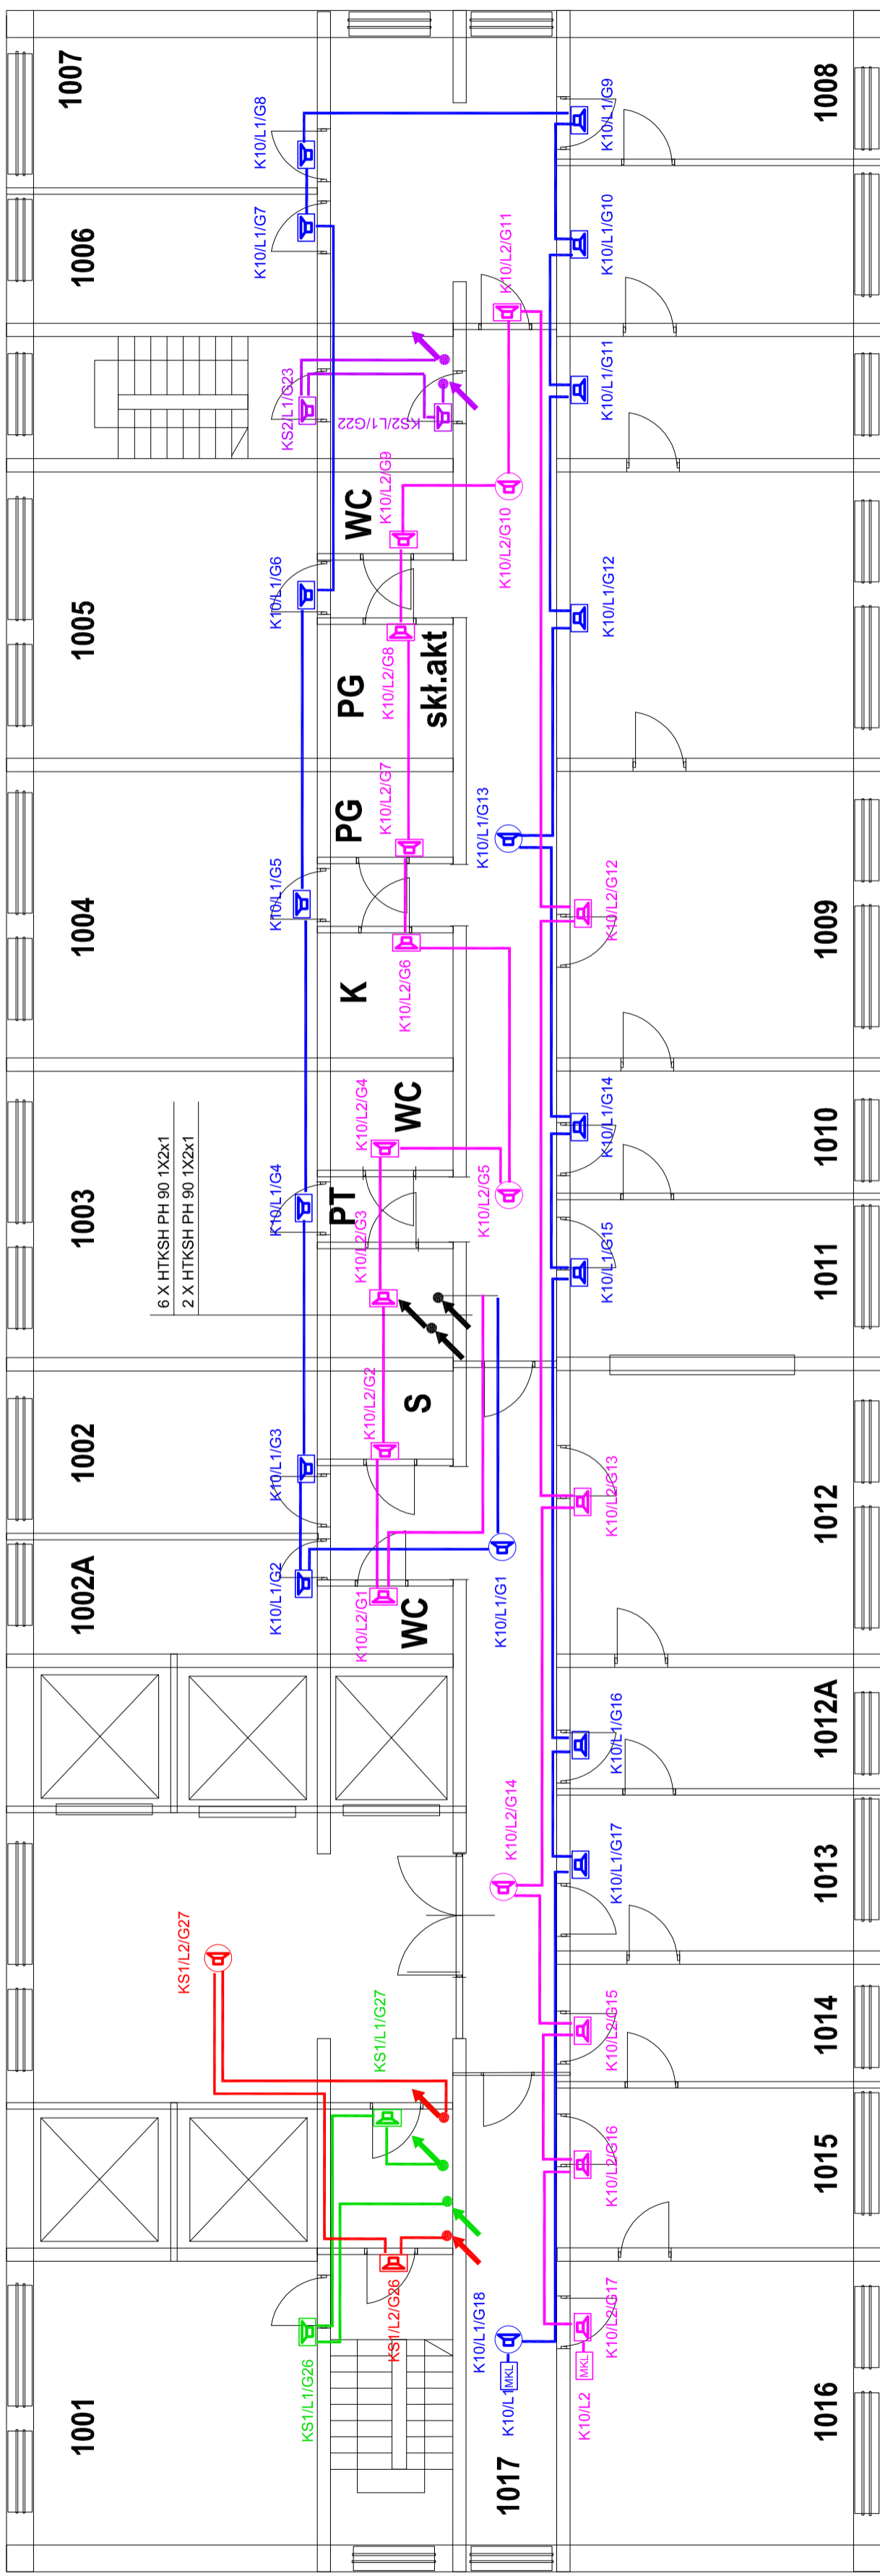 1007
1006
1005
1004
1003
1002
1002A
1001
K10/L1/G8
K10/L1/G7
KS2/L1/G23
KS2/L1/G22
K10/L1/G6
K10/L1/G5
K10/L1/G4
K10/L1/G3
K10/L1/G2
6 X HTKSH PH 90 1X2x1
2 X HTKSH PH 90 1X2x1
WC
K10/L2/G9
PG
K10/L2/G8
skł.akt
PG
K10/L2/G7
K
K10/L2/G6
K10/L2/G4
WC
PT
K10/L2/G3
K10/L2/G2
S
K10/L2/G1
WC
KS1/L2/G27
KS1/L1/G27
KS1/L2/G26
KS1/L1/G26
K10/L2/G11
K10/L2/G10
K10/L1/G13
K10/L2/G5
K10/L1/G1
K10/L2/G14
K10/L1/G18
K10/L1
MKL
1017
K10/L1/G9
K10/L1/G10
K10/L1/G11
K10/L1/G12
K10/L2/G12
K10/L1/G14
K10/L1/G15
K10/L2/G13
K10/L1/G16
K10/L1/G17
K10/L2/G15
K10/L2/G16
K10/L2/G17
MKL
K10/L2
1008
1009
1010
1011
1012
1012A
1013
1014
1015
1016